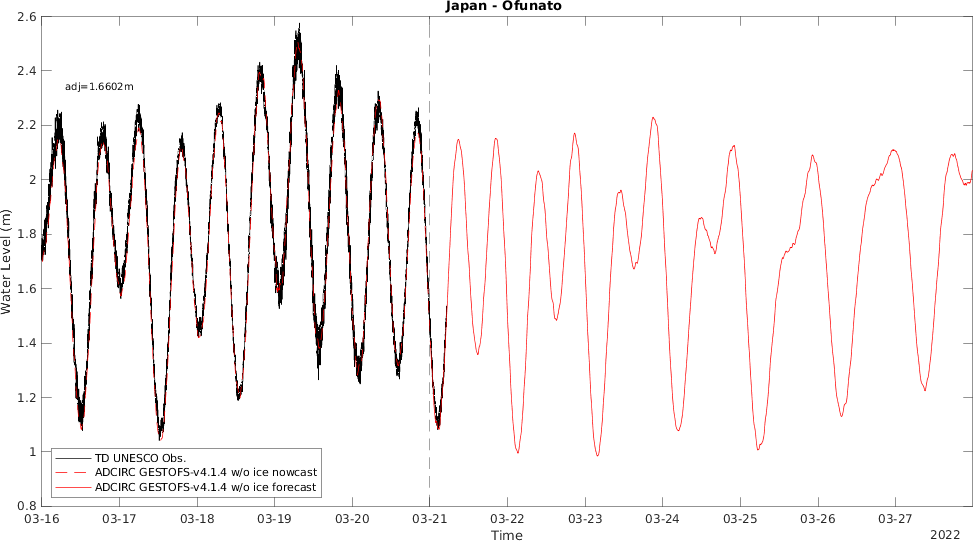 Japan - Ofunato
2.6
2.4
adj=1.6602m
2.2
2
1.8
Water Level (m)
1.6
1.4
1.2
1
0.8
TD UNESCO Obs.
ADCIRC GESTOFS-v4.1.4 w/o ice nowcast
ADCIRC GESTOFS-v4.1.4 w/o ice forecast
03-16 03-17 03-18 03-19 03-20 03-21 03-22 03-23 03-24 03-25 03-26 03-27
Time
2022